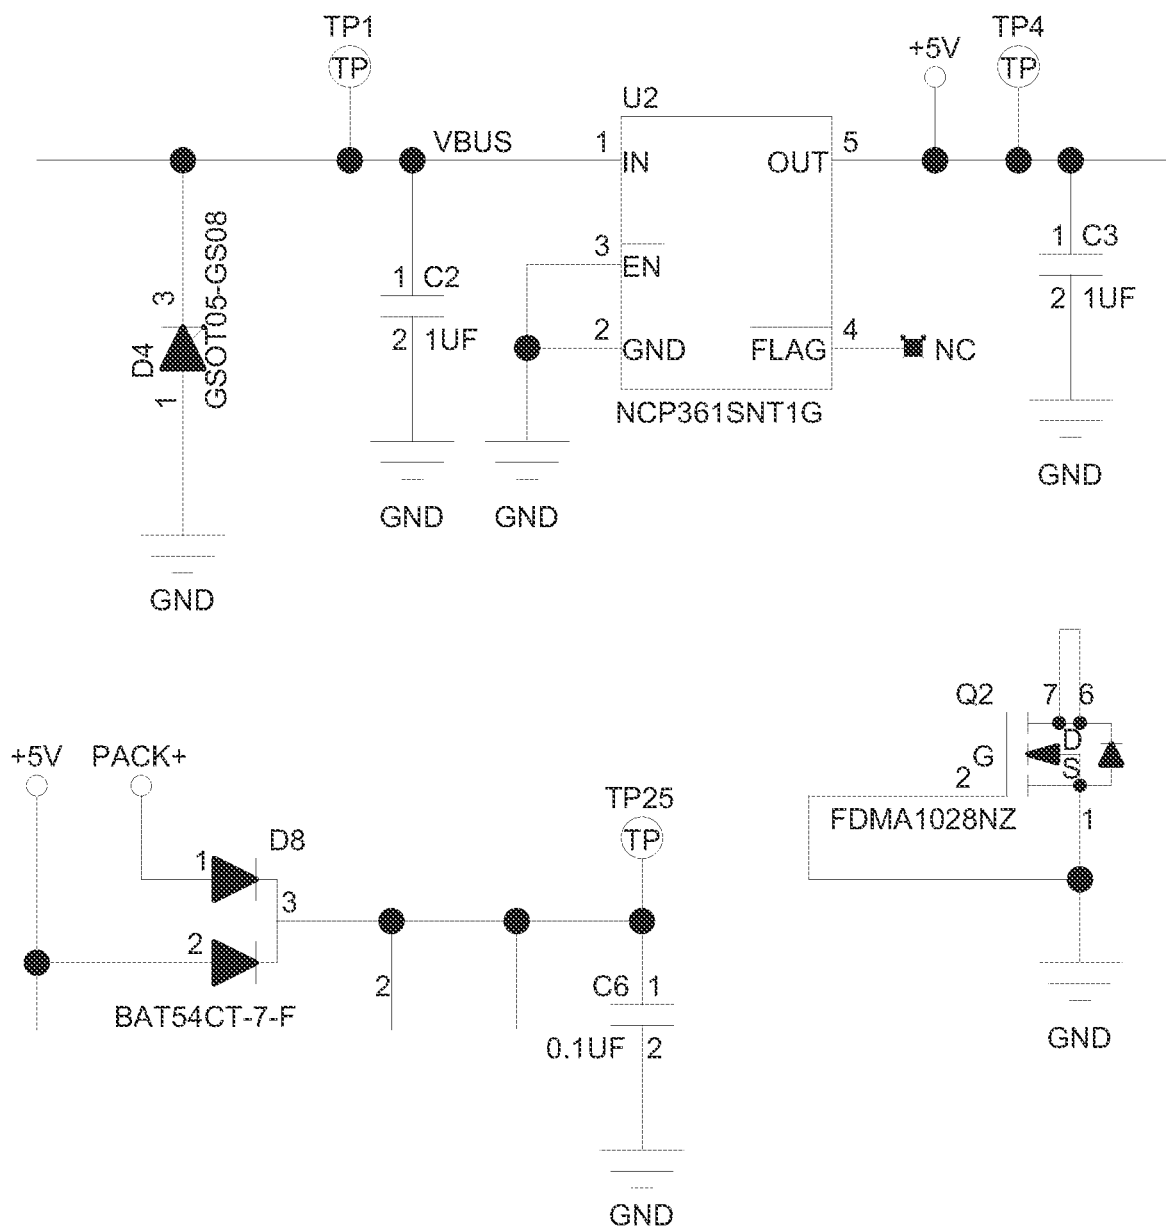 TP1
TP
TP4
TP
+5V
U2
VBUS
1
IN
OUT
5
3
EN
2
GND
FLAG
4
NC
NCP361SNT1G
1
C2
2
1UF
GND
GND
1
C3
2
1UF
GND
3
D4
GSOT05-GS08
1
GND
+5V
PACK+
D8
1
3
2
BAT54CT-7-F
2
TP25
TP
C6
1
0.1UF
2
GND
Q2
7
6
D
G
S
2
FDMA1028NZ
1
GND